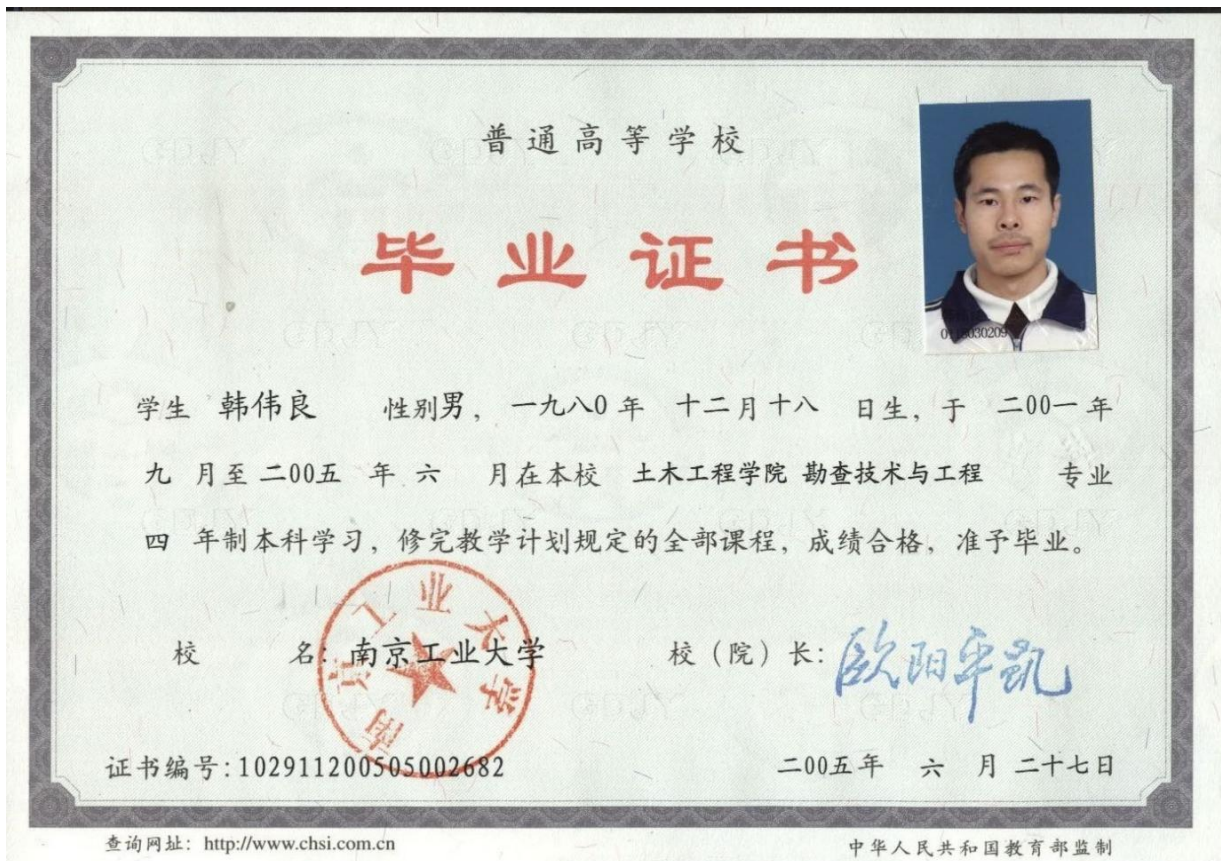 普通高等学校
毕业证书
0113030209
学生 韩伟良 性别男，一九八0年 十二月十八 日生，于 二00一年
九 月至 二00五 年 六 月在本校 土木工程学院 勘查技术与工程 专业
四 年制本科学习，修完教学计划规定的全部课程，成绩合格，准予毕业。
校 名：南京工业大学 校（院）长：欧阳平凯
南京工业大学
证书编号：102911200505002682 二00五年 六 月 二十七日
查询网址：http://www.chsi.com.cn 中华人民共和国教育部监制